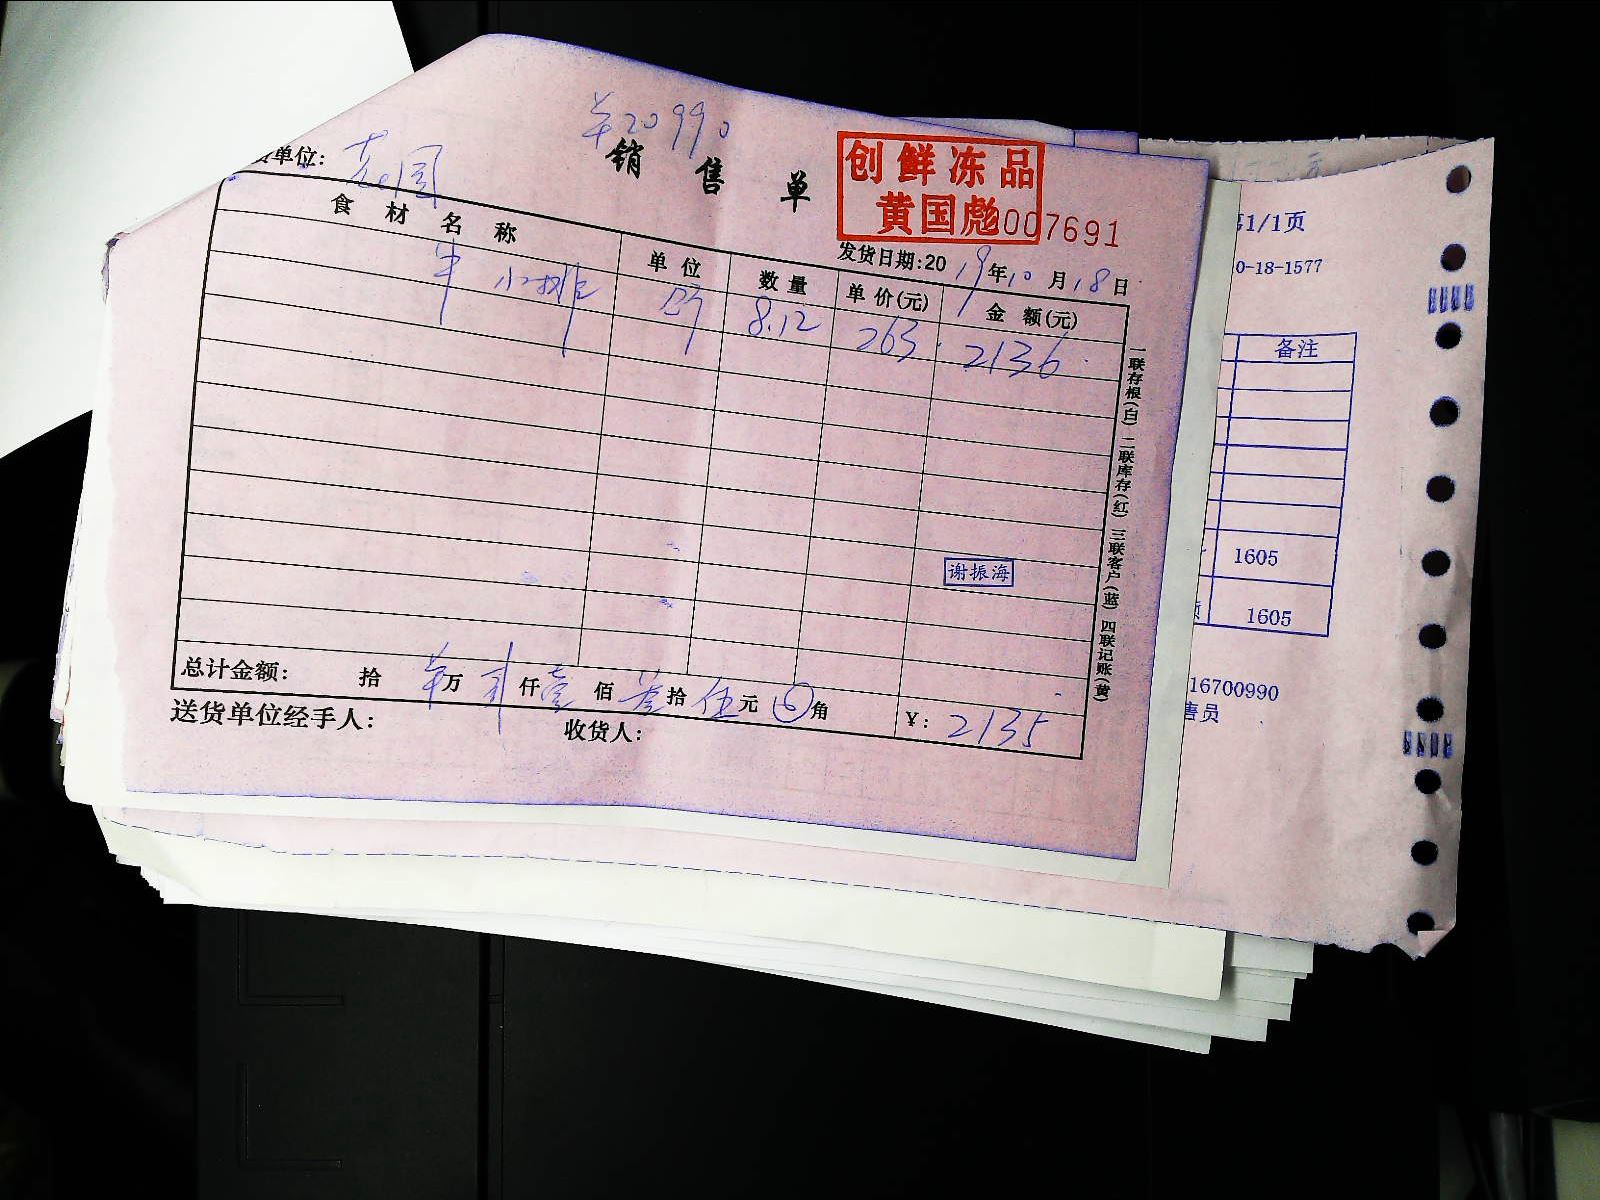 ¥20990
单位:
销售单
创鲜冻品
黄国彪
007691
发货日期:2019年10月18日
食材名称 单位 数量 单价(元) 金额(元)
牛小排 斤 8.12 263 2136
谢振海
总计金额: 拾 万 仟壹佰叁拾伍元 角 ¥: 2135
送货单位经手人: 收货人:
一联存根(白) 二联库存(红) 三联客户(蓝) 四联记账(黄)
1/1页
0-18-1577
备注
1605
1605
16700990
售员